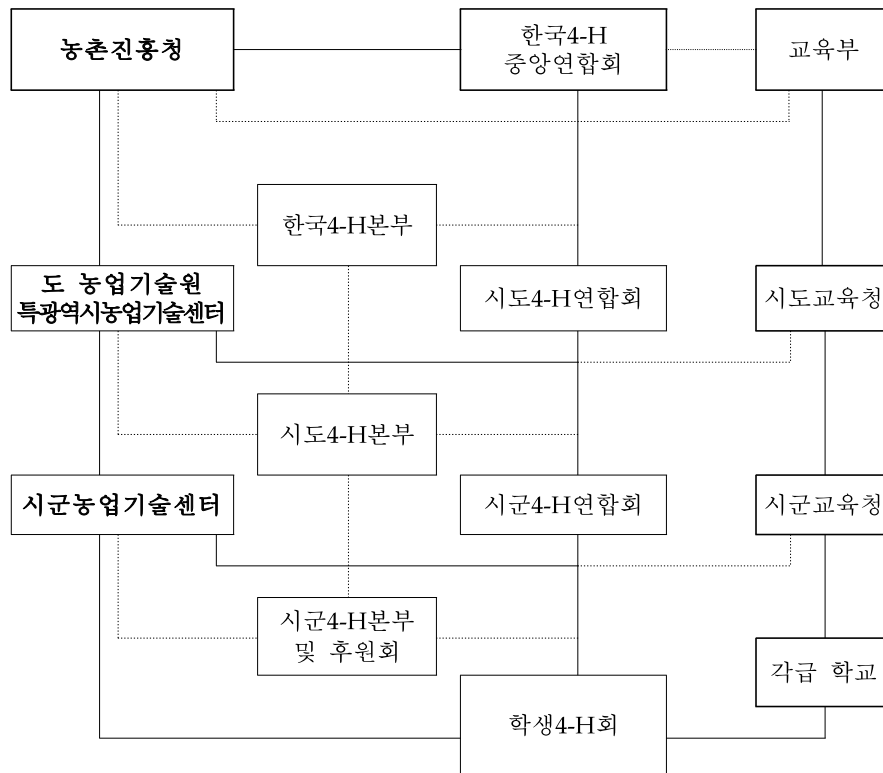 농촌진흥청
한국4-H
중앙연합회
교육부
한국4-H본부
도 농업기술원
특광역시농업기술센터
시도4-H연합회
시도교육청
시도4-H본부
시군농업기술센터
시군4-H연합회
시군교육청
시군4-H본부
및 후원회
각급 학교
학생4-H회